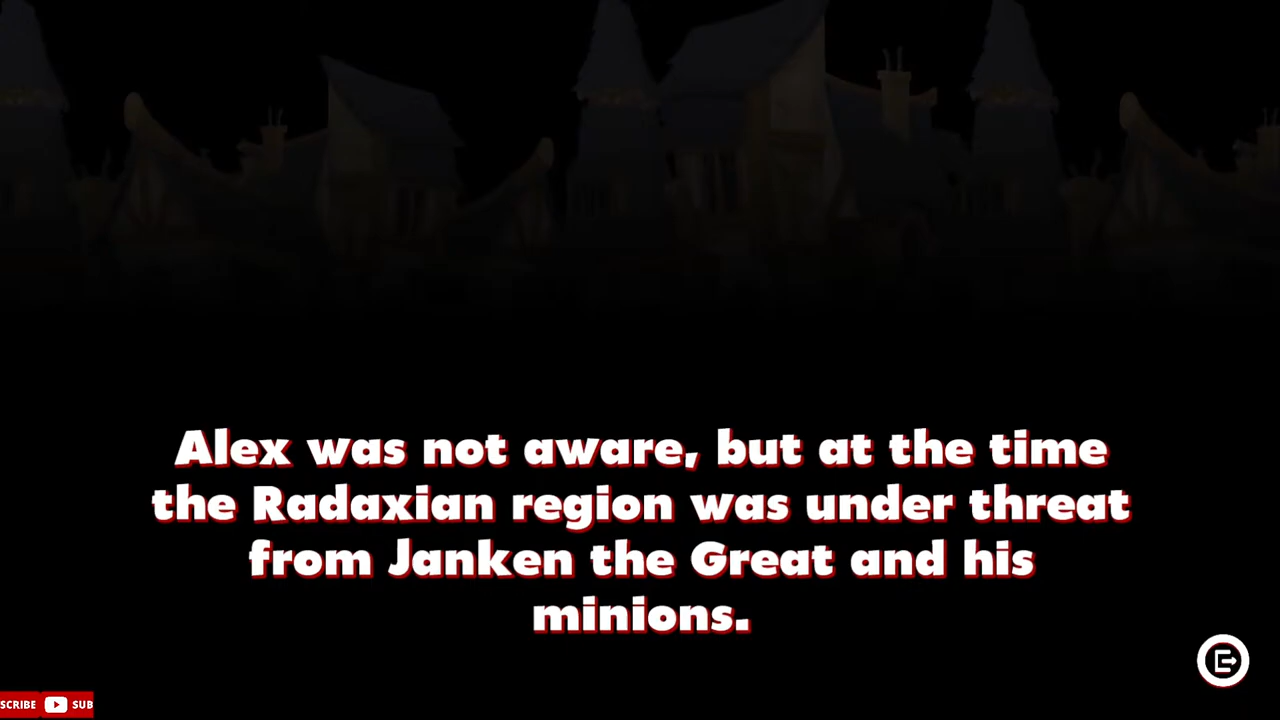 Alex was not aware, but at the time
the Radaxian region was under threat
from Janken the Great and his
minions.
SCRIBE SUB